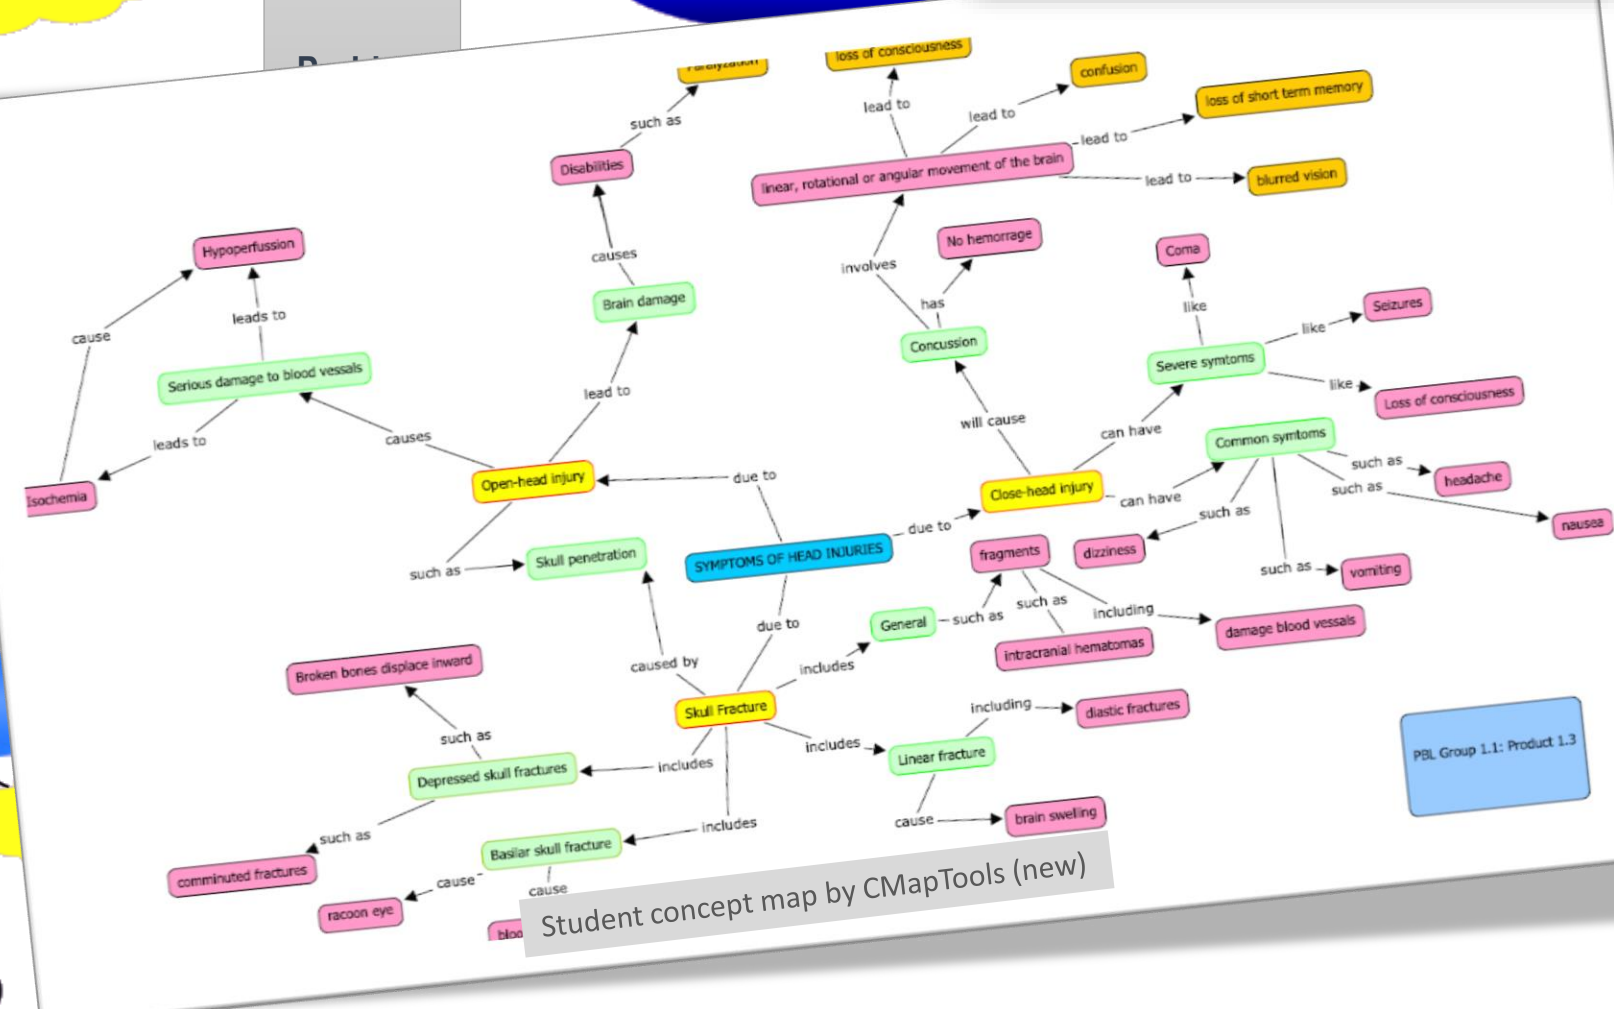 loss of consciousness
confusion
loss of short term memory
lead to
lead to
lead to
such as
Disabilities
linear, rotational or angular movement of the brain
lead to
blurred vision
Hypoperfussion
No hemorrage
Coma
causes
involves
Brain damage
has
like
Seizures
leads to
like
cause
Concussion
Severe symtoms
Serious damage to blood vessals
lead to
like
Loss of consciousness
will cause
can have
Common symtoms
leads to
causes
such as
headache
Open-head injury
due to
Close-head injury
can have
such as
Isochemia
such as
nausea
due to
SYMPTOMS OF HEAD INJURIES
fragments
dizziness
Skull penetration
such as
such as
vomiting
General
such as
such as
including
damage blood vessals
due to
intracranial hematomas
Broken bones displace inward
caused by
includes
Skull Fracture
including
diastic fractures
such as
includes
Linear fracture
PBL Group 1.1: Product 1.3
Depressed skull fractures
includes
such as
includes
cause
brain swelling
Basilar skull fracture
comminuted fractures
cause
cause
racoon eye
Student concept map by CMapTools (new)